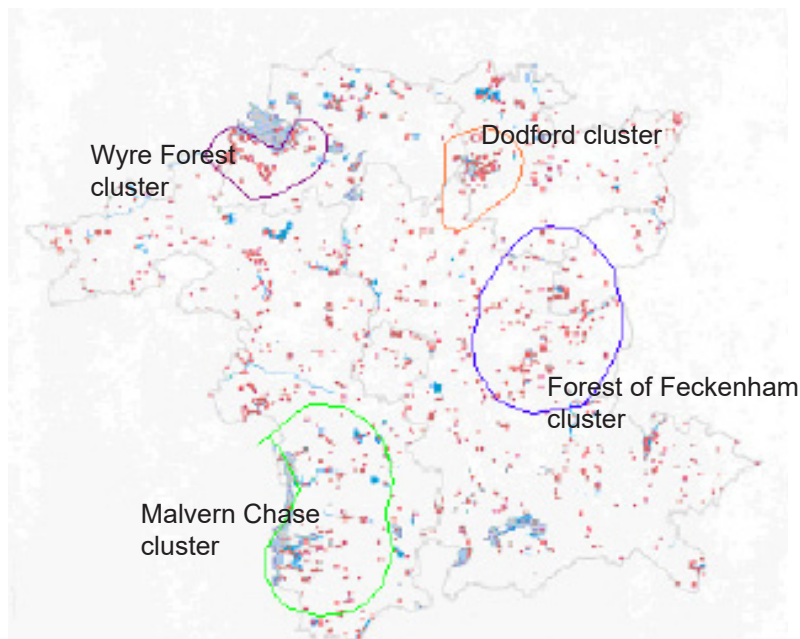 Dodford cluster
Wyre Forest
cluster
Forest of Feckenham
cluster
Malvern Chase
cluster